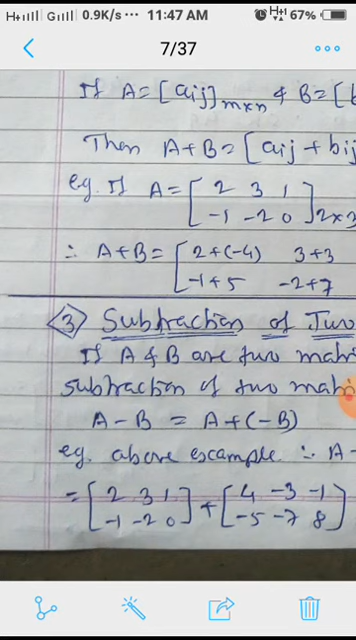 H+ G 0.9K/s ··· 11:47 AM H+ 67%
7/37
If A=[aij]m×n & B=[b
Then A+B=[aij+bij
eg. If A=[2 3 1
-1 -2 0]2×3
∴ A+B=[2+(-4) 3+3
-1+5 -2+7
3 Subtraction of Two
If A & B are two matri
subtraction of two mat
A-B = A+(-B)
eg. above example ∴ A-
=[2 3 1 ]+[4 -3 -1]
-1 -2 0 -5 -7 8